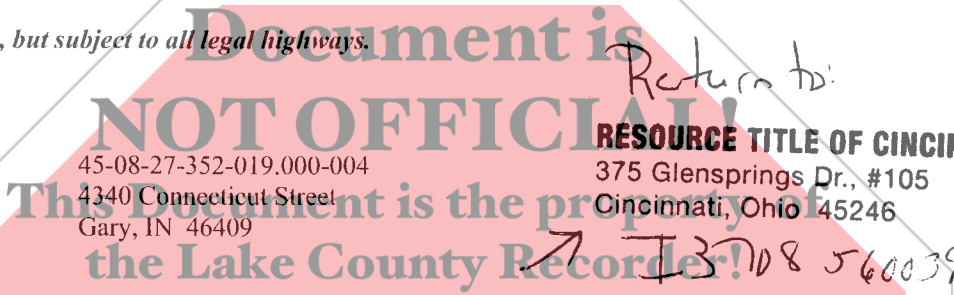 , but subject to all legal highways.
Document is
NOT OFFICIAL!
This Document is the property of
the Lake County Recorder!
45-08-27-352-019.000-004
4340 Connecticut Street
Gary, IN 46409
Return to:
RESOURCE TITLE OF CINCIN
375 Glensprings Dr., #105
Cincinnati, Ohio 45246